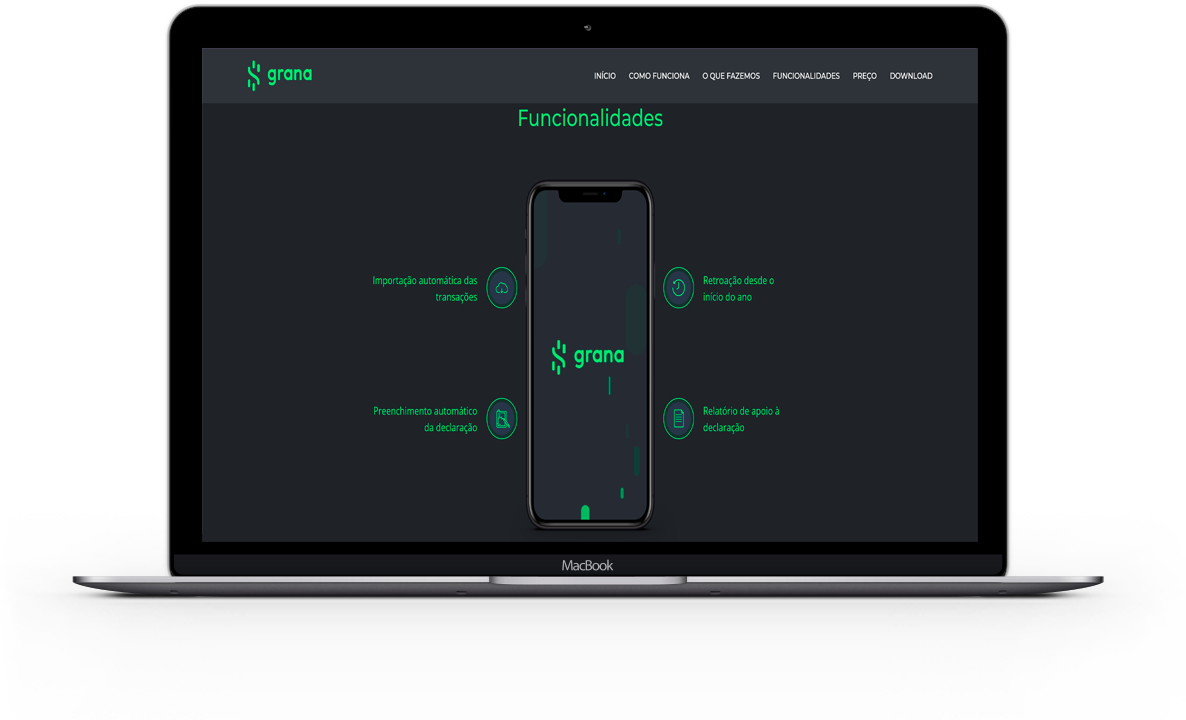 grana
INÍCIO COMO FUNCIONA O QUE FAZEMOS FUNCIONALIDADES PREÇO DOWNLOAD
Funcionalidades
Importação automática das
transações
Retroação desde o
início do ano
grana
Preenchimento automático
da declaração
Relatório de apoio à
declaração
MacBook